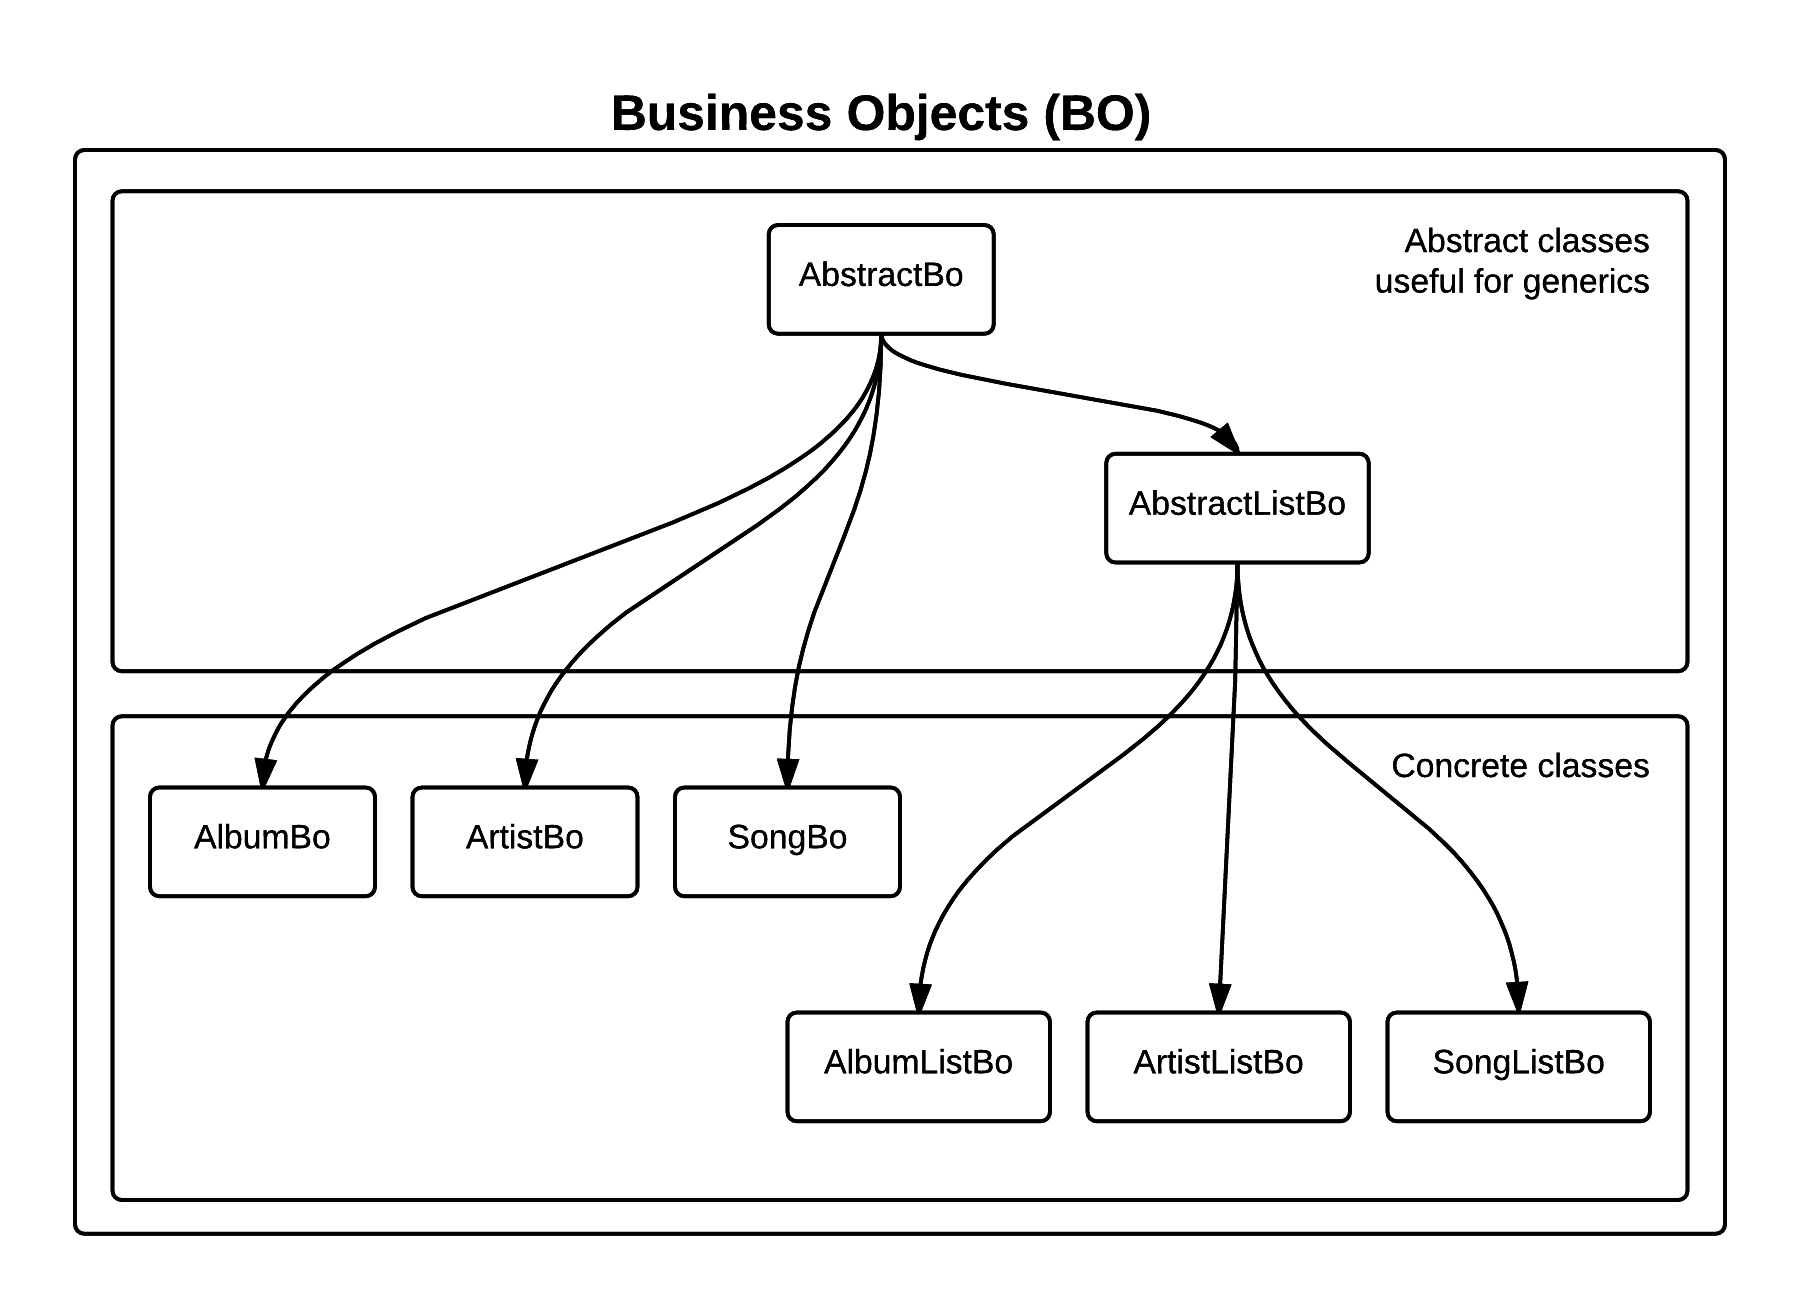 Business Objects (BO)
Abstract classes
useful for generics
AbstractBo
AbstractListBo
Concrete classes
AlbumBo
ArtistBo
SongBo
AlbumListBo
ArtistListBo
SongListBo